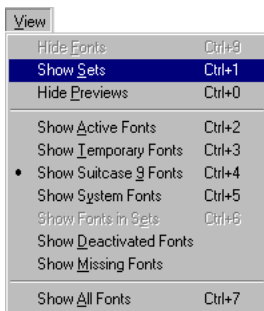 View
Hide Fonts Ctrl+9
Show Sets Ctrl+1
Hide Previews Ctrl+0
Show Active Fonts Ctrl+2
Show Temporary Fonts Ctrl+3
Show Suitcase 9 Fonts Ctrl+4
Show System Fonts Ctrl+5
Show Fonts in Sets Ctrl+6
Show Deactivated Fonts
Show Missing Fonts
Show All Fonts Ctrl+7